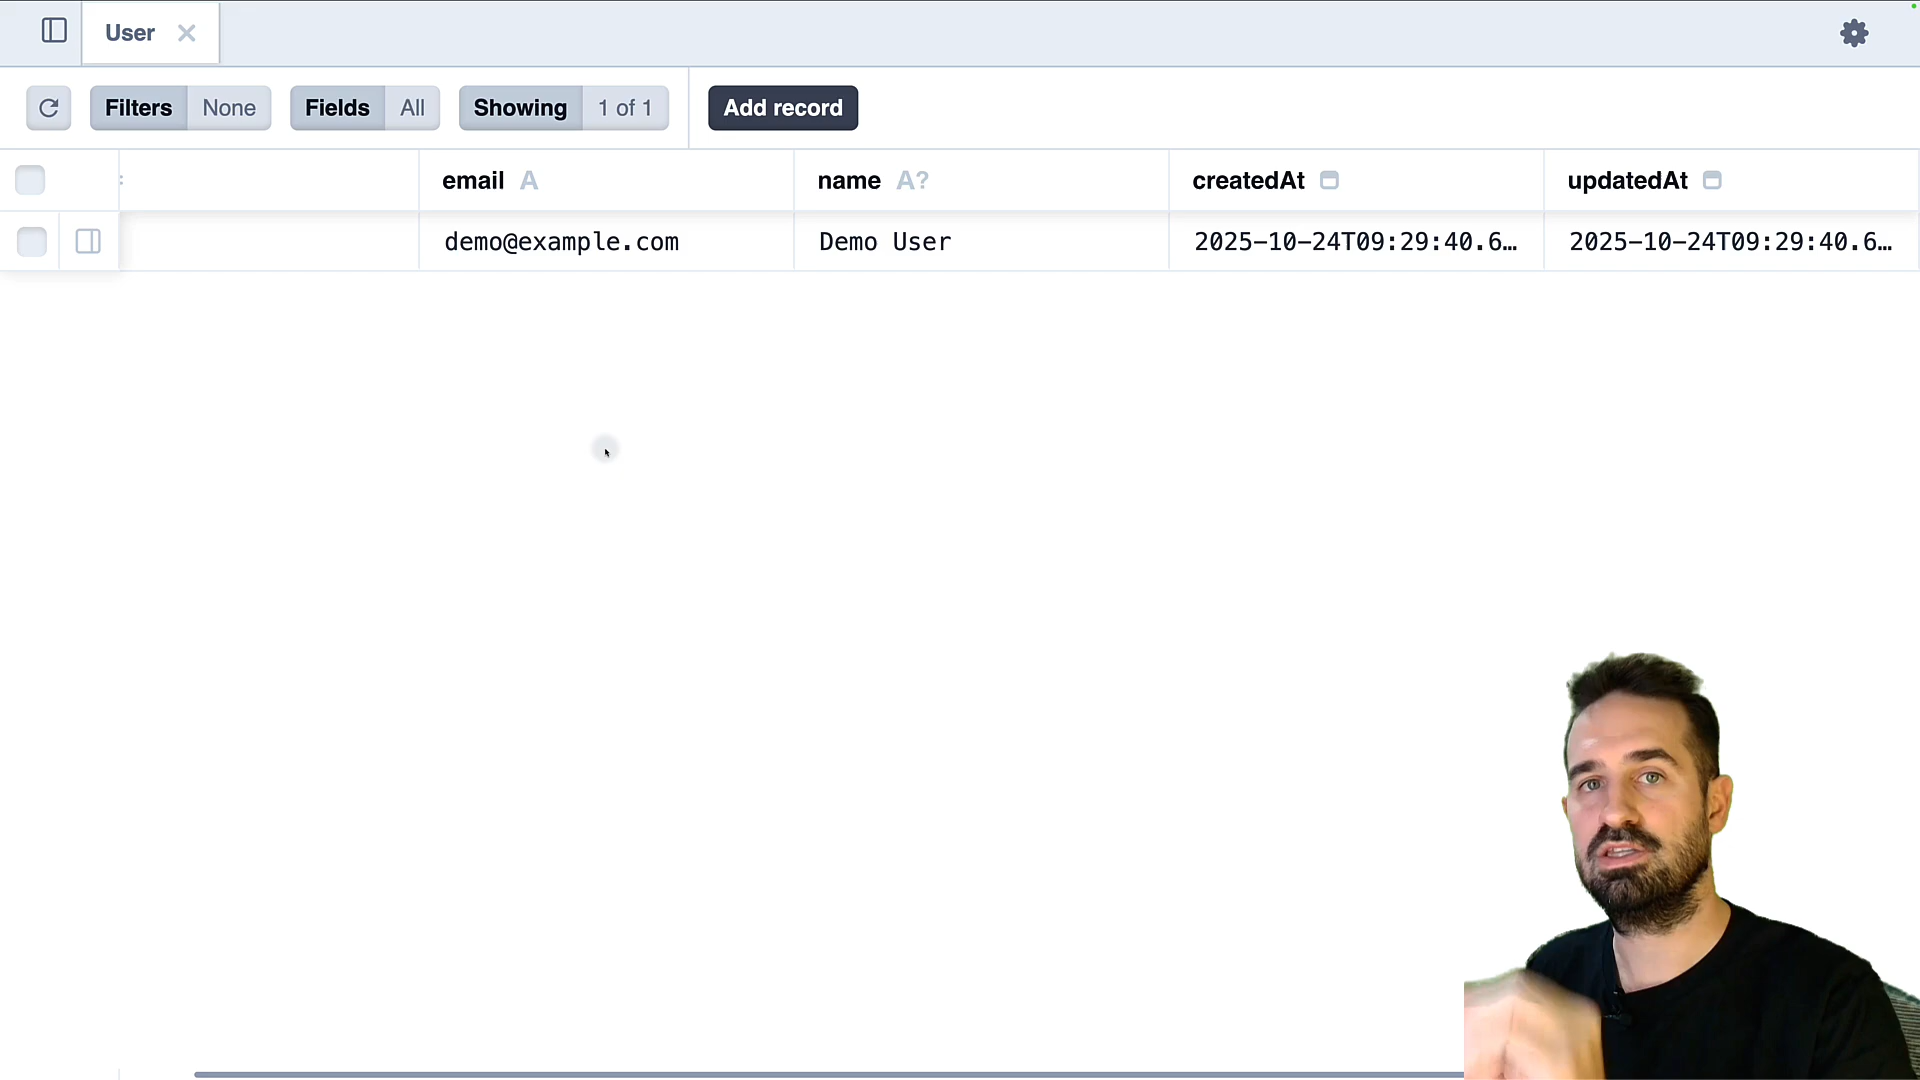 User
Filters None Fields All Showing 1 of 1 Add record
email A name A? createdAt updatedAt
demo@example.com Demo User 2025-10-24T09:29:40.6… 2025-10-24T09:29:40.6…